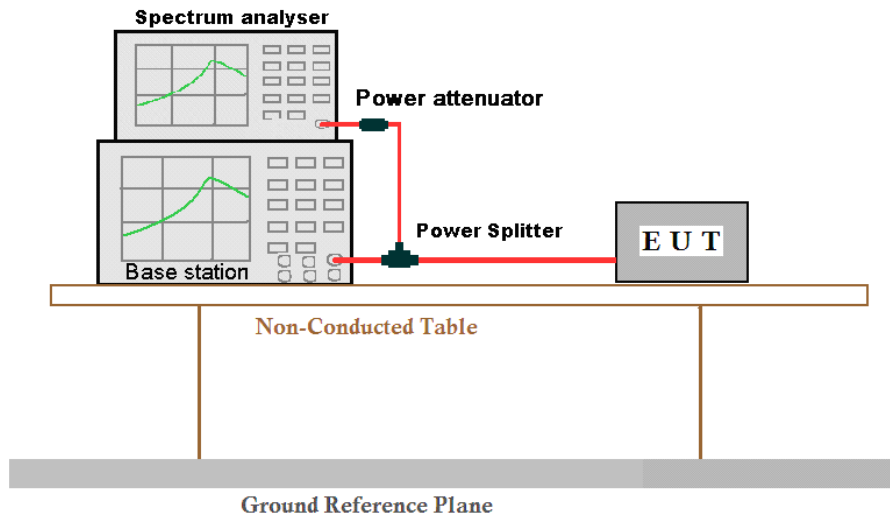 Spectrum analyser
Power attenuator
Power Splitter
E U T
Base station
Non-Conducted Table
Ground Reference Plane